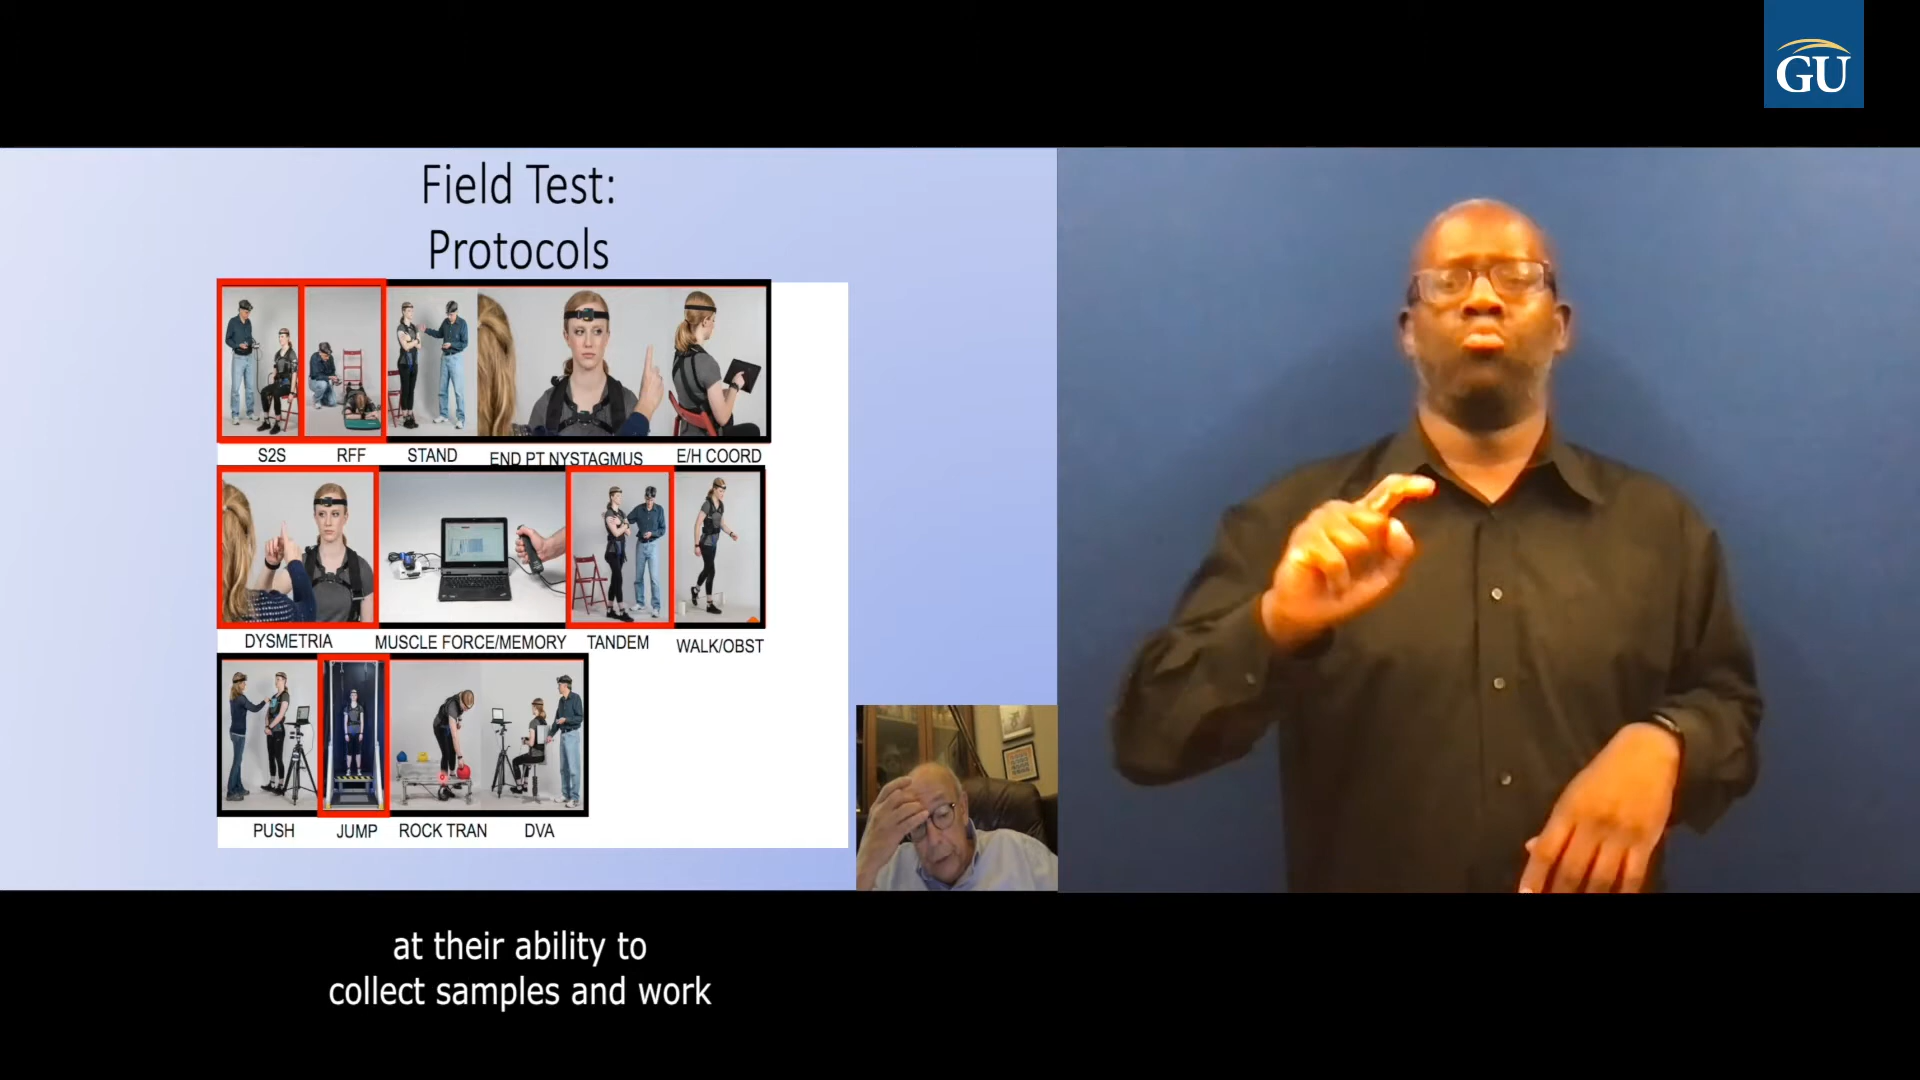 GU
Field Test:
Protocols
S2S RFF STAND END PT NYSTAGMUS E/H COORD
DYSMETRIA MUSCLE FORCE/MEMORY TANDEM WALK/OBST
PUSH JUMP ROCK TRAN DVA
at their ability to
collect samples and work